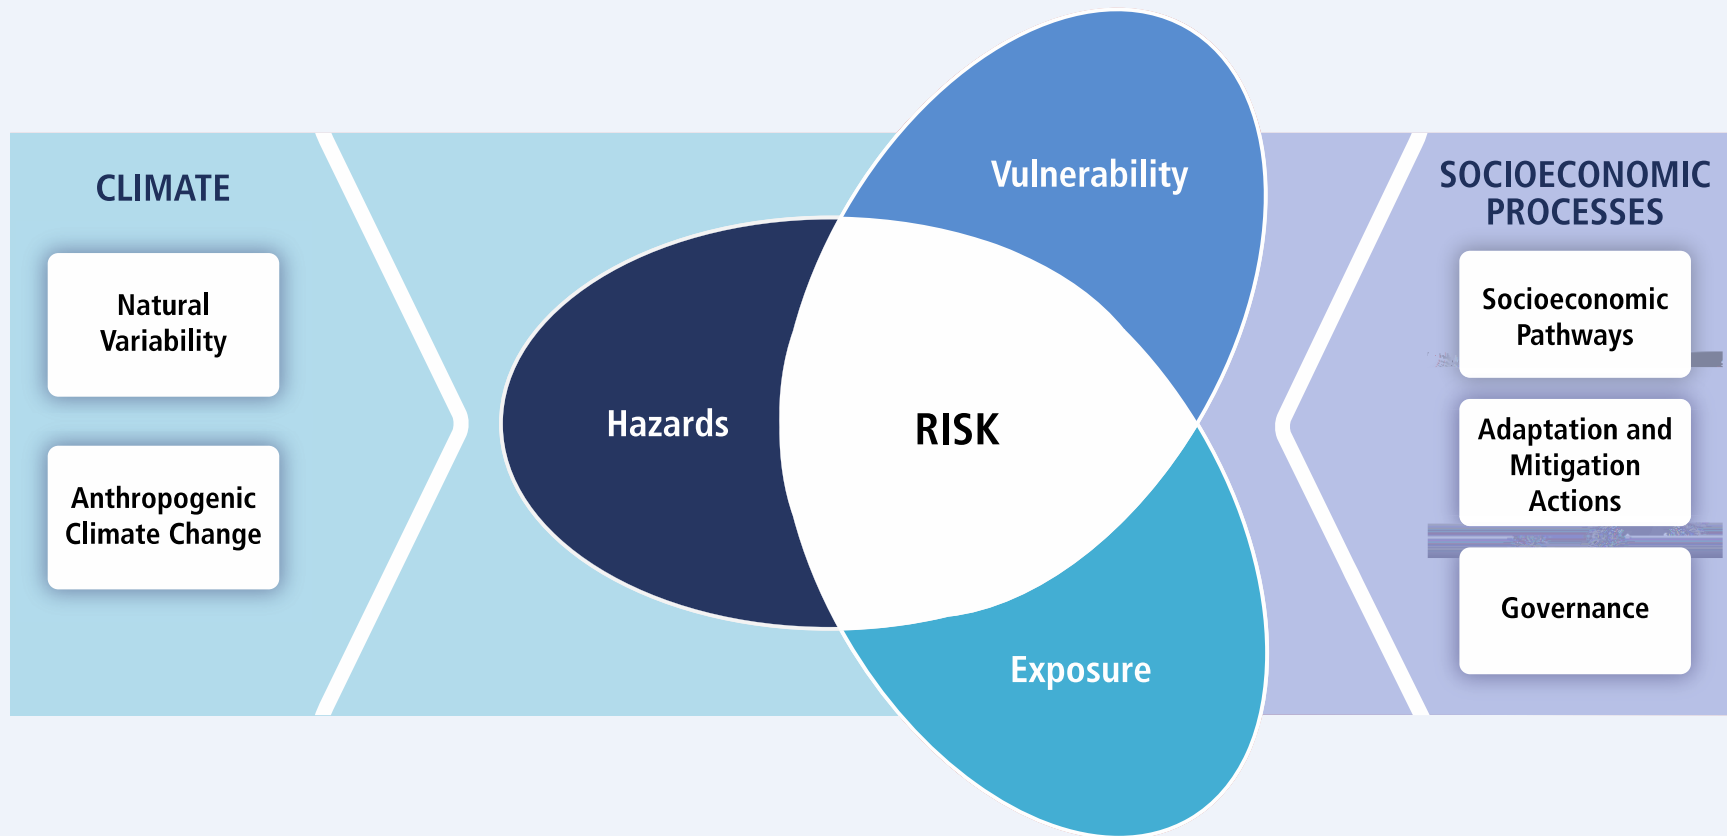 CLIMATE
Natural
Variability
Anthropogenic
Climate Change
Vulnerability
Hazards
RISK
Exposure
SOCIOECONOMIC
PROCESSES
Socioeconomic
Pathways
Adaptation and
Mitigation
Actions
Governance